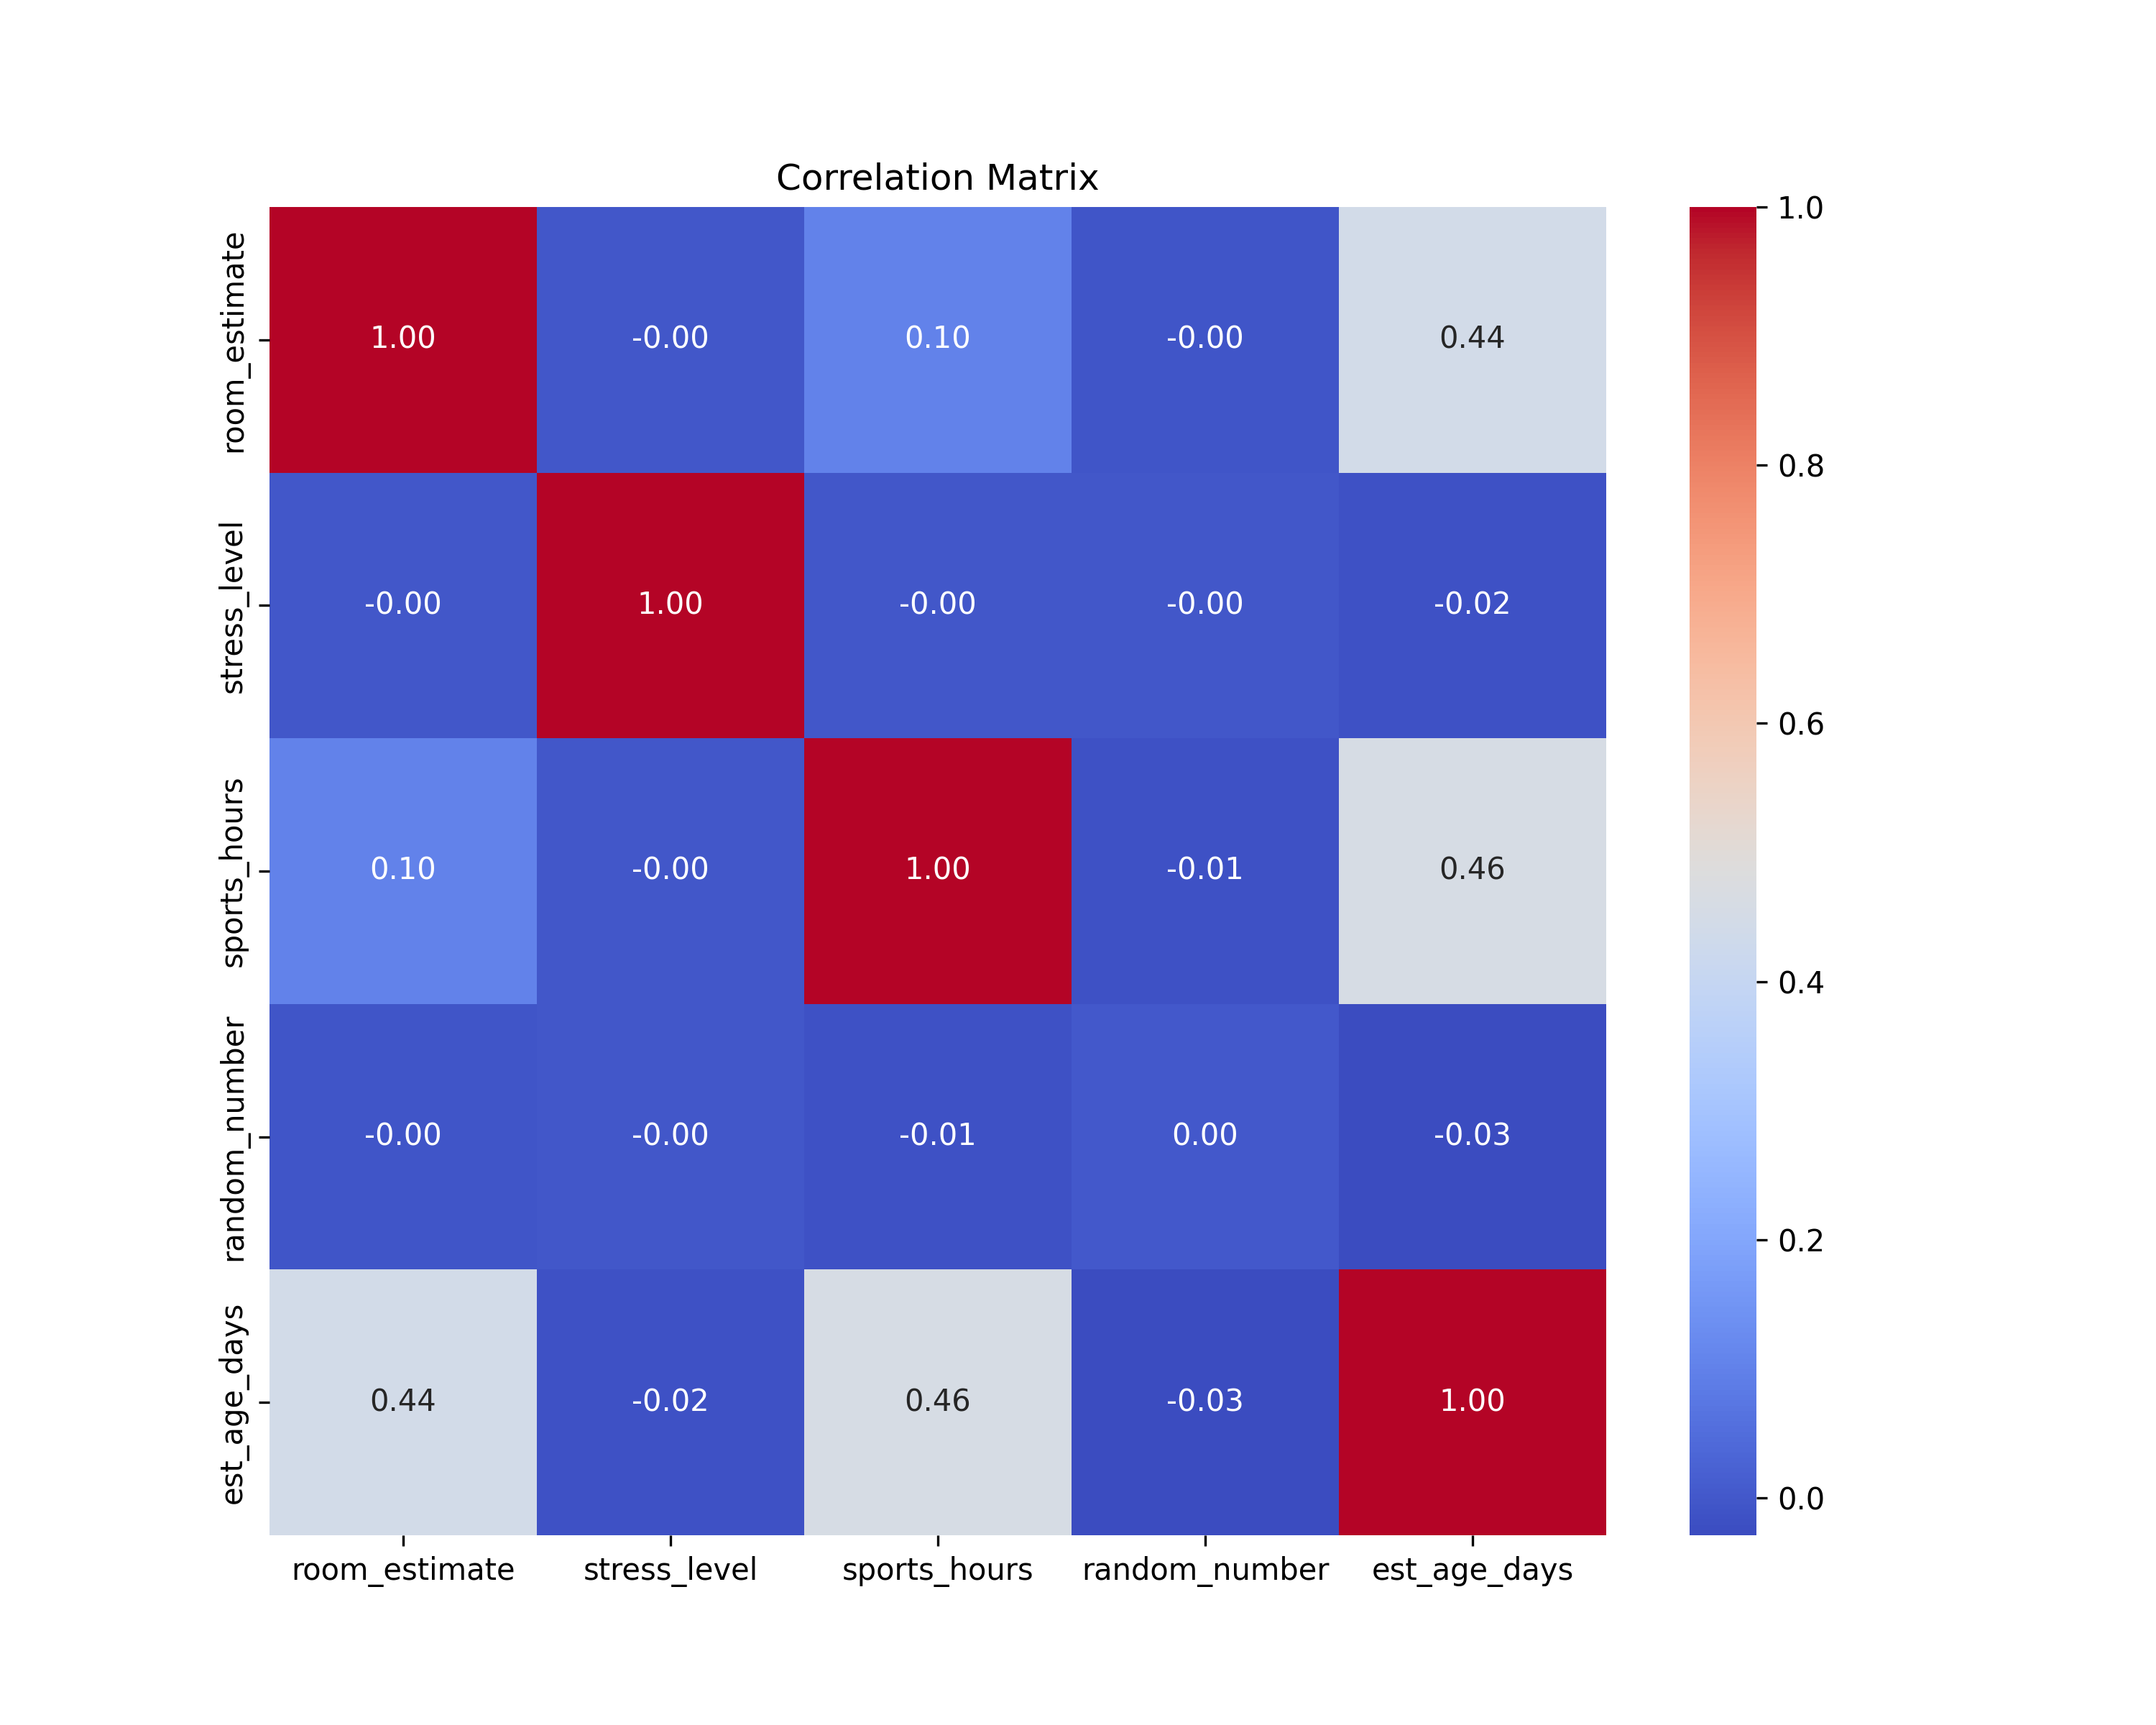 Correlation Matrix
room_estimate 1.00 -0.00 0.10 -0.00 0.44
stress_level -0.00 1.00 -0.00 -0.00 -0.02
sports_hours 0.10 -0.00 1.00 -0.01 0.46
random_number -0.00 -0.00 -0.01 0.00 -0.03
est_age_days 0.44 -0.02 0.46 -0.03 1.00
room_estimate stress_level sports_hours random_number est_age_days
1.0
0.8
0.6
0.4
0.2
0.0